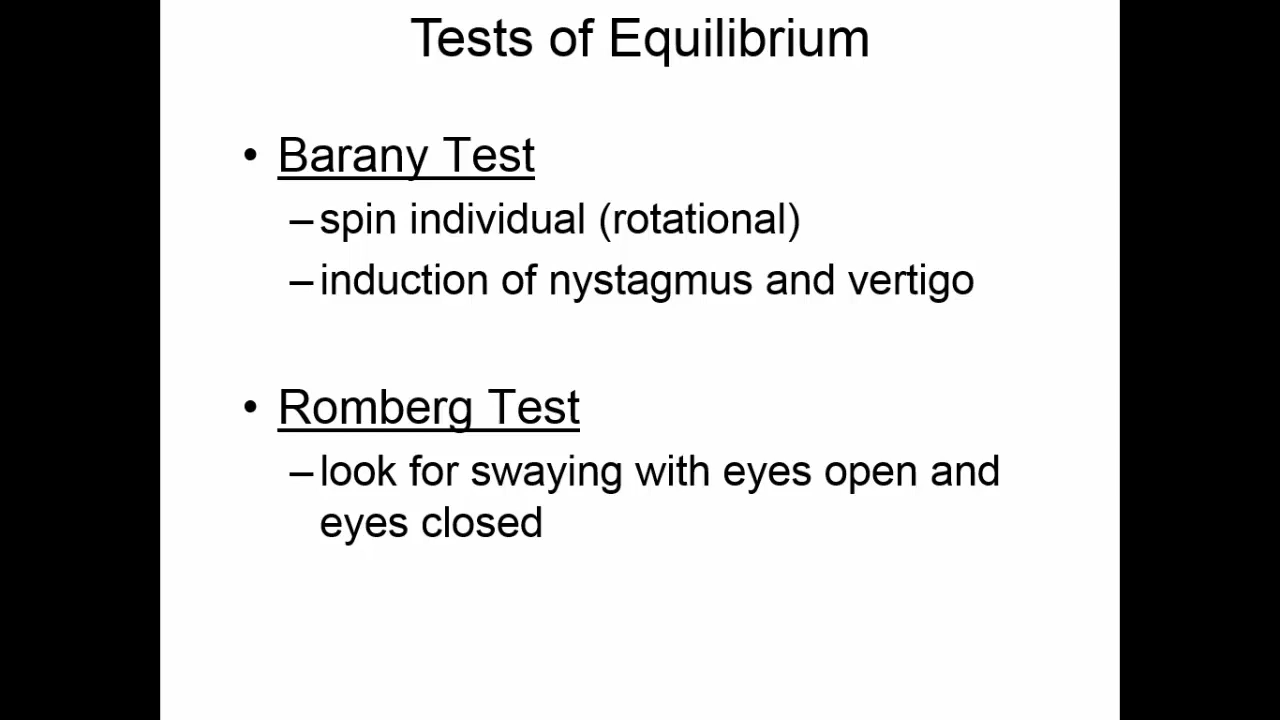 Tests of Equilibrium
• Barany Test
–spin individual (rotational)
–induction of nystagmus and vertigo
• Romberg Test
–look for swaying with eyes open and
eyes closed